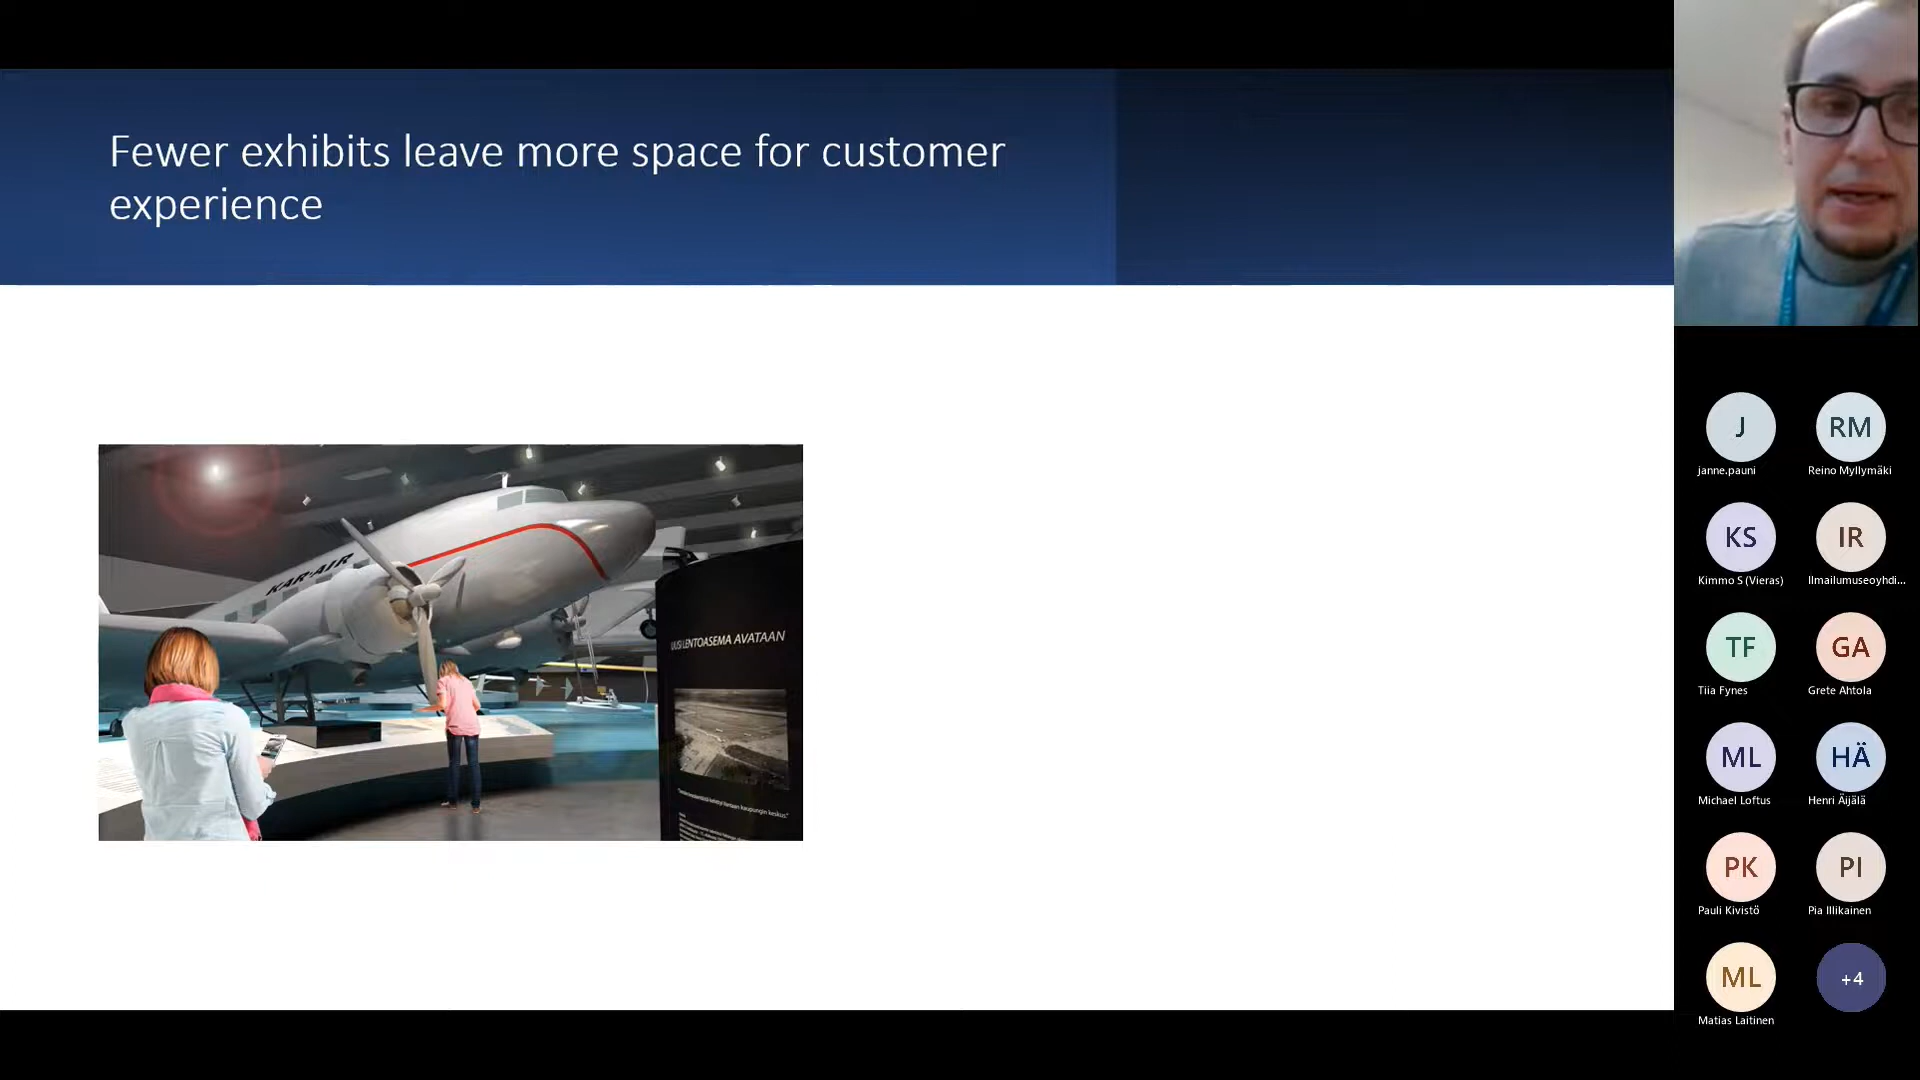 Fewer exhibits leave more space for customer
experience
KAR-AIR
UUSI LENTOASEMA AVATAAN
J
janne.pauni
RM
Reino Myllymäki
KS
Kimmo S (Vieras)
IR
Ilmailumuseoyhdi...
TF
Tiia Fynes
GA
Grete Ahtola
ML
Michael Loftus
HÄ
Henri Äijälä
PK
Pauli Kivistö
PI
Pia Illikainen
ML
Matias Laitinen
+4